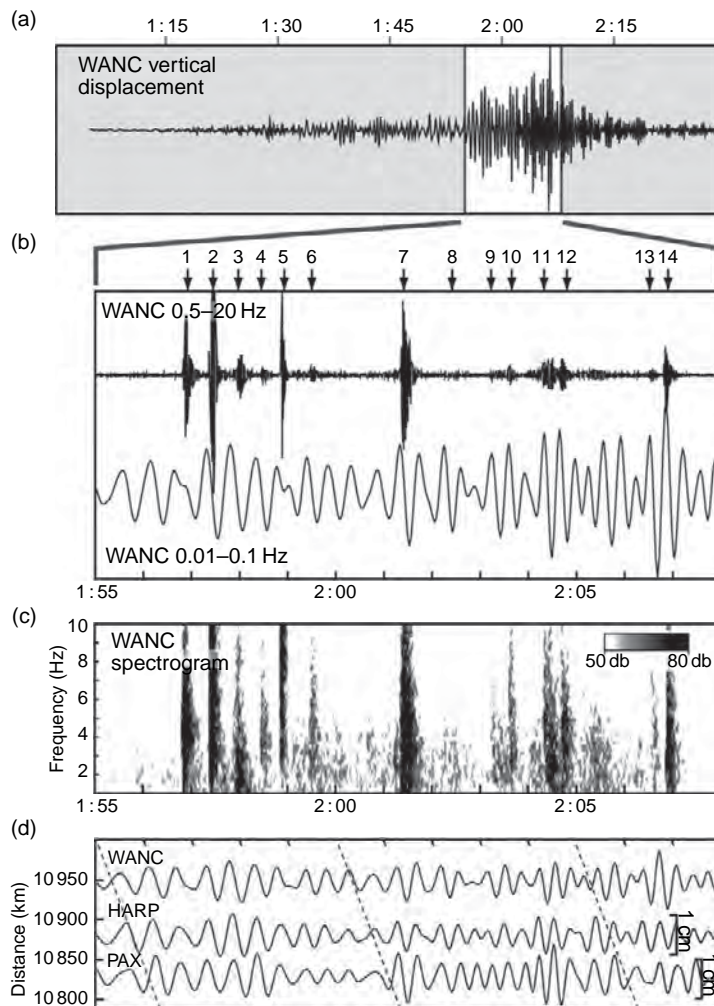 (a)
1:15 1:30 1:45 2:00 2:15
WANC vertical
displacement
(b)
1 2 3 4 5 6 7 8 9 10 11 12 13 14
WANC 0.5–20 Hz
WANC 0.01–0.1 Hz
1:55 2:00 2:05
(c)
WANC
spectrogram
50 db 80 db
Frequency (Hz)
10
8
6
4
2
1:55 2:00 2:05
(d)
Distance (km)
WANC
10 950
HARP
10 900
1 cm
PAX
10 850
1 cm
10 800